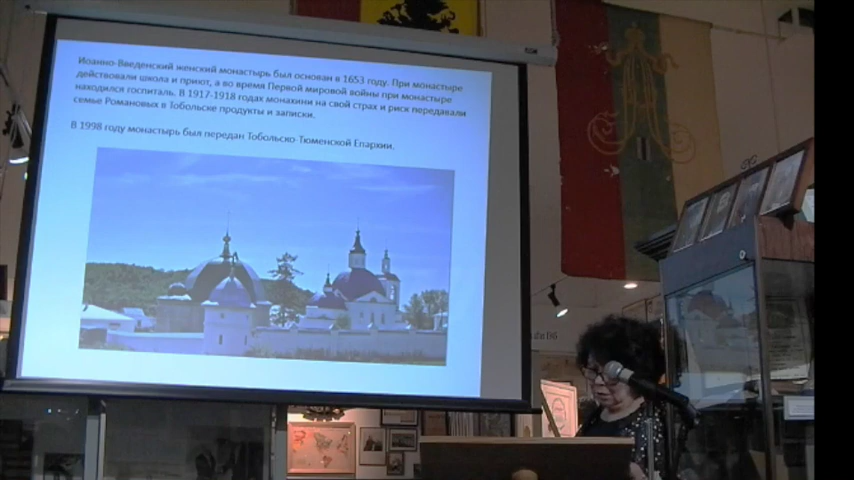 Иоанно-Введенский женский монастырь был основан в 1653 году. При монастыре
действовали школа и приют, а во время Первой мировой войны при монастыре
находился госпиталь. В 1917-1918 годах монахини на свой страх и риск передавали
семье Романовых в Тобольске продукты и записки.
В 1998 году монастырь был передан Тобольско-Тюменской Епархии.